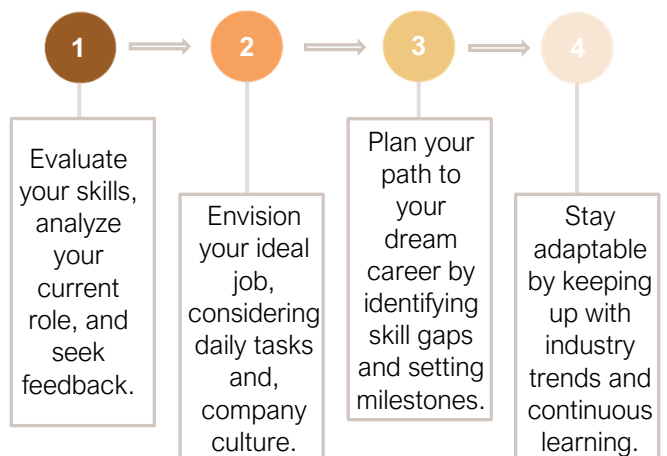 1
2
3
4
Evaluate
your skills,
analyze
your
current
role, and
seek
feedback.
Envision
your ideal
job,
considering
daily tasks
and,
company
culture.
Plan your
path to
your
dream
career by
identifying
skill gaps
and setting
milestones.
Stay
adaptable
by keeping
up with
industry
trends and
continuous
learning.